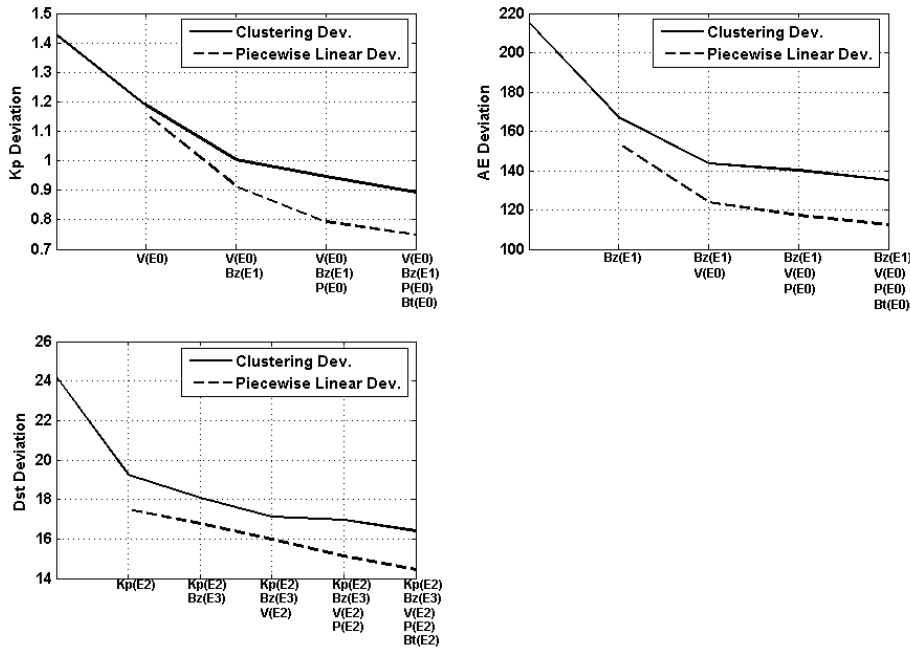 1.5
1.4
1.3
1.2
1.1
1
0.9
0.8
0.7
Kp Deviation
Clustering Dev.
Piecewise Linear Dev.
V(E0)
V(E0)
Bz(E1)
V(E0)
Bz(E1)
P(E0)
V(E0)
Bz(E1)
P(E0)
Bt(E0)
220
200
180
160
140
120
100
AE Deviation
Clustering Dev.
Piecewise Linear Dev.
Bz(E1)
Bz(E1)
V(E0)
Bz(E1)
V(E0)
P(E0)
Bz(E1)
V(E0)
P(E0)
Bt(E0)
26
24
22
20
18
16
14
Dst Deviation
Clustering Dev.
Piecewise Linear Dev.
Kp(E2)
Kp(E2)
Bz(E3)
Kp(E2)
Bz(E3)
V(E2)
Kp(E2)
Bz(E3)
V(E2)
P(E2)
Kp(E2)
Bz(E3)
V(E2)
P(E2)
Bt(E2)